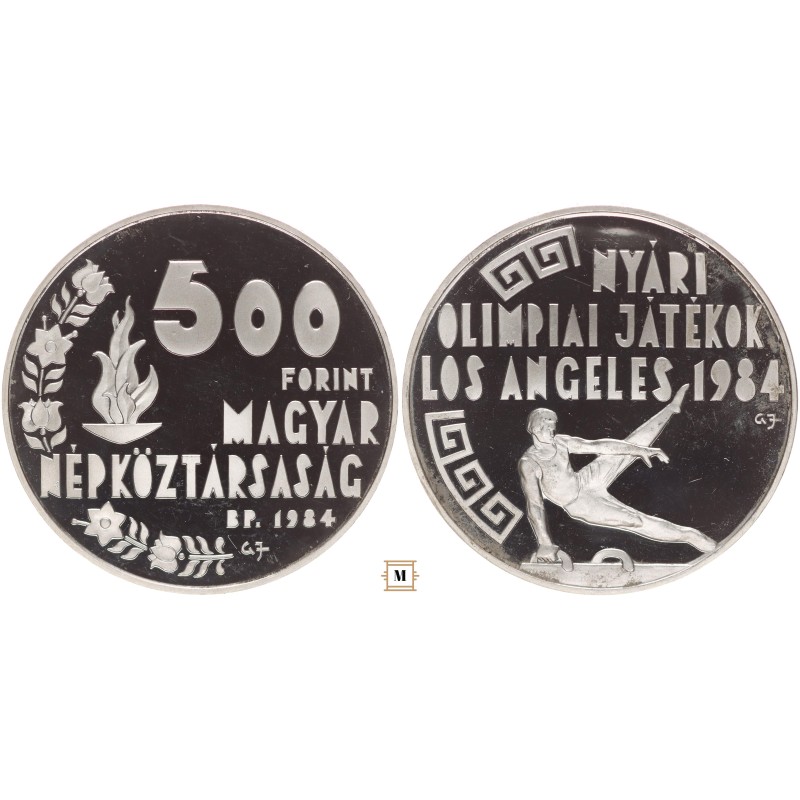 500
FORINT
MAGYAR
NÉPKÖZTÁRSASÁG
BP. 1984
GJ
NYÁRI
OLIMPIAI JÁTÉKOK
LOS ANGELES 1984
GJ
M